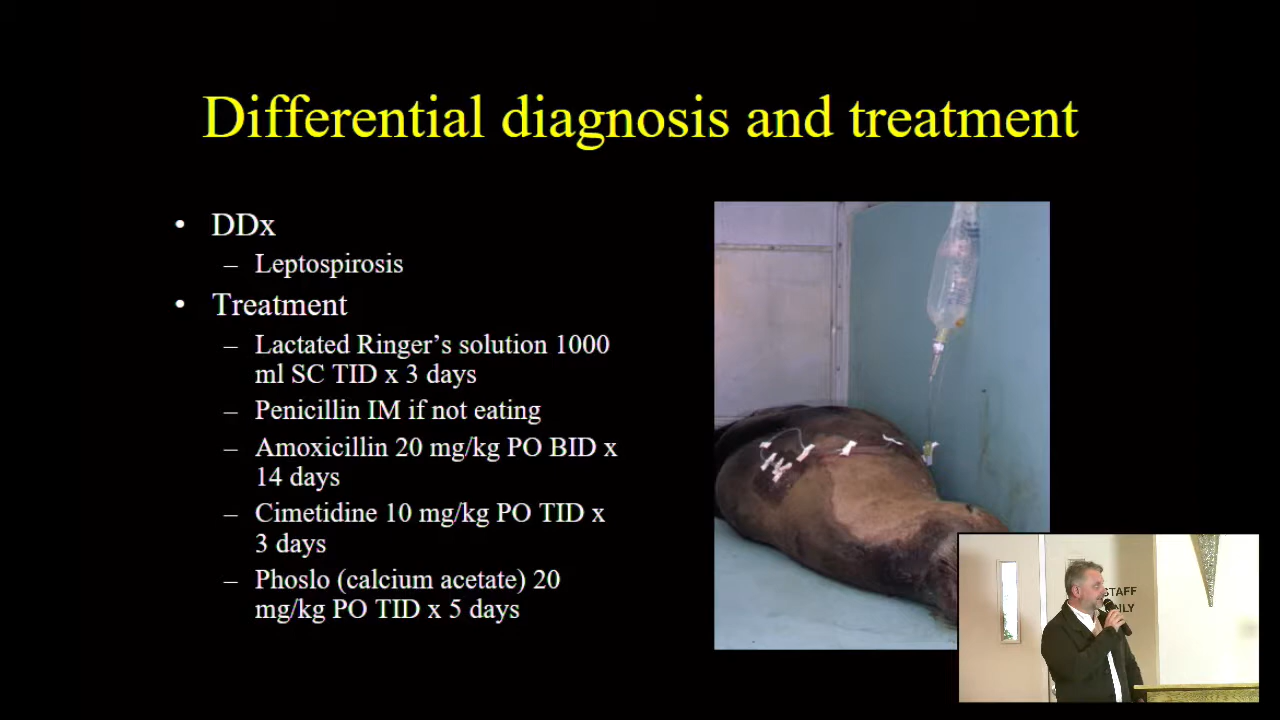 Differential diagnosis and treatment
• DDx
– Leptospirosis
• Treatment
– Lactated Ringer’s solution 1000
ml SC TID x 3 days
– Penicillin IM if not eating
– Amoxicillin 20 mg/kg PO BID x
14 days
– Cimetidine 10 mg/kg PO TID x
3 days
– Phoslo (calcium acetate) 20
mg/kg PO TID x 5 days
STAFF